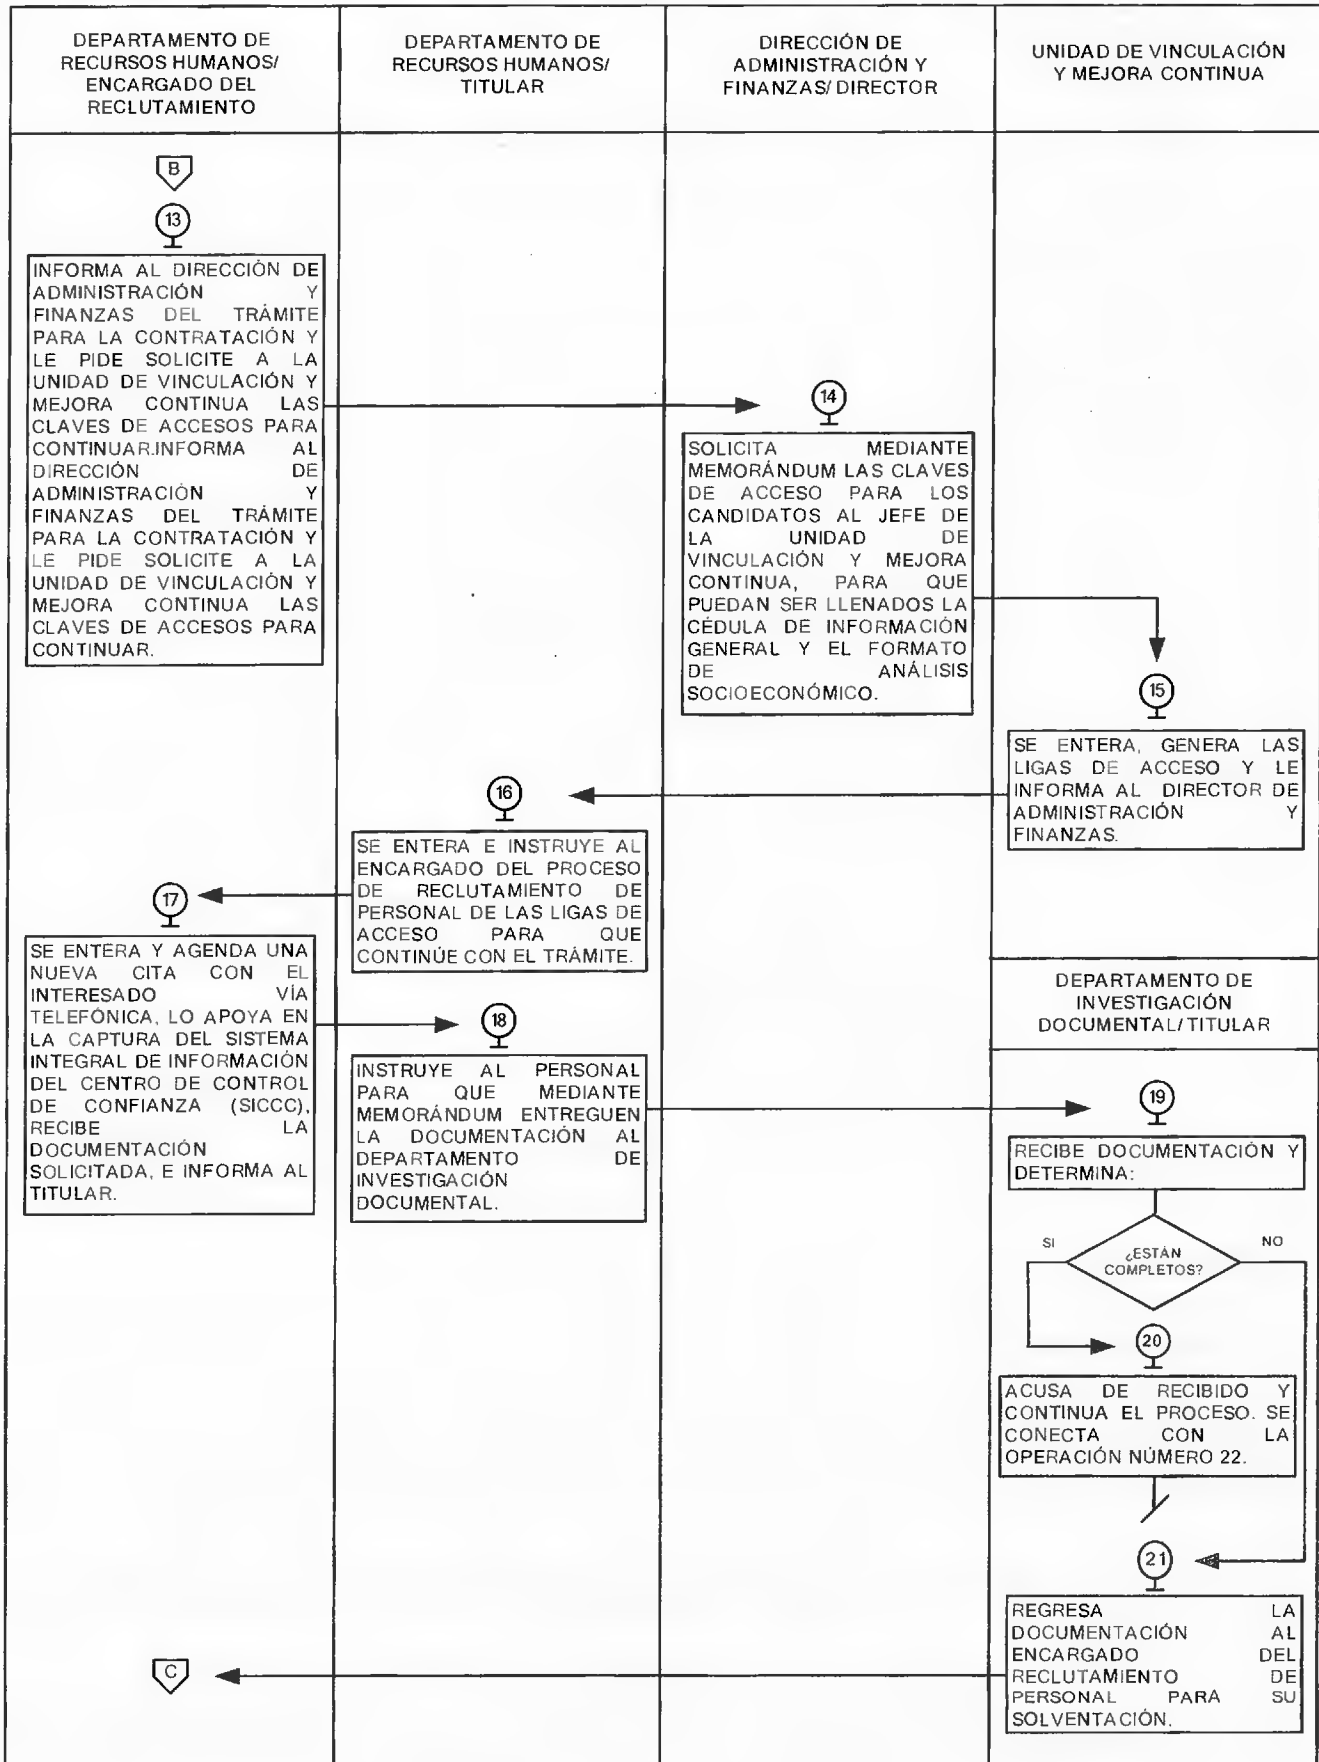 DEPARTAMENTO DE
RECURSOS HUMANOS/
ENCARGADO DEL
RECLUTAMIENTO
DEPARTAMENTO DE
RECURSOS HUMANOS/
TITULAR
DIRECCIÓN DE
ADMINISTRACIÓN Y
FINANZAS/ DIRECTOR
UNIDAD DE VINCULACIÓN
Y MEJORA CONTINUA
B
13
INFORMA AL DIRECCIÓN DE
ADMINISTRACIÓN Y
FINANZAS DEL TRÁMITE
PARA LA CONTRATACIÓN Y
LE PIDE SOLICITE A LA
UNIDAD DE VINCULACIÓN Y
MEJORA CONTINUA LAS
CLAVES DE ACCESOS PARA
CONTINUAR.INFORMA AL
DIRECCIÓN DE
ADMINISTRACIÓN Y
FINANZAS DEL TRÁMITE
PARA LA CONTRATACIÓN Y
LE PIDE SOLICITE A LA
UNIDAD DE VINCULACIÓN Y
MEJORA CONTINUA LAS
CLAVES DE ACCESOS PARA
CONTINUAR.
14
SOLICITA MEDIANTE
MEMORÁNDUM LAS CLAVES
DE ACCESO PARA LOS
CANDIDATOS AL JEFE DE
LA UNIDAD DE
VINCULACIÓN Y MEJORA
CONTINUA, PARA QUE
PUEDAN SER LLENADOS LA
CÉDULA DE INFORMACIÓN
GENERAL Y EL FORMATO
DE ANÁLISIS
SOCIOECONÓMICO.
15
SE ENTERA, GENERA LAS
LIGAS DE ACCESO Y LE
INFORMA AL DIRECTOR DE
ADMINISTRACIÓN Y
FINANZAS.
16
SE ENTERA E INSTRUYE AL
ENCARGADO DEL PROCESO
DE RECLUTAMIENTO DE
PERSONAL DE LAS LIGAS DE
ACCESO PARA QUE
CONTINÚE CON EL TRÁMITE.
17
SE ENTERA Y AGENDA UNA
NUEVA CITA CON EL
INTERESADO VÍA
TELEFÓNICA, LO APOYA EN
LA CAPTURA DEL SISTEMA
INTEGRAL DE INFORMACIÓN
DEL CENTRO DE CONTROL
DE CONFIANZA (SICCC),
RECIBE LA
DOCUMENTACIÓN
SOLICITADA, E INFORMA AL
TITULAR.
18
INSTRUYE AL PERSONAL
PARA QUE MEDIANTE
MEMORÁNDUM ENTREGUEN
LA DOCUMENTACIÓN AL
DEPARTAMENTO DE
INVESTIGACIÓN
DOCUMENTAL.
DEPARTAMENTO DE
INVESTIGACIÓN
DOCUMENTAL/ TITULAR
19
RECIBE DOCUMENTACIÓN Y
DETERMINA:
SI
¿ESTÁN
COMPLETOS?
NO
20
ACUSA DE RECIBIDO Y
CONTINUA EL PROCESO. SE
CONECTA CON LA
OPERACIÓN NÚMERO 22.
21
REGRESA LA
DOCUMENTACIÓN AL
ENCARGADO DEL
RECLUTAMIENTO DE
PERSONAL PARA SU
SOLVENTACIÓN.
C